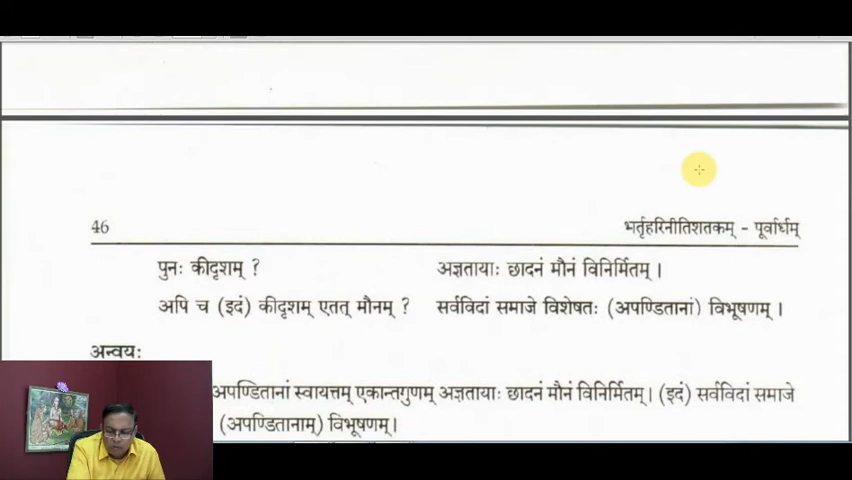 46 भर्तृहरिनीतिशतकम् - पूर्वार्धम्
पुनः कीदृशम् ? अज्ञतायाः छादनं मौनं विनिर्मितम् ।
अपि च (इदं) कीदृशम् एतत् मौनम् ? सर्वविदां समाजे विशेषतः (अपण्डितानां) विभूषणम् ।
अन्वयः
अपण्डितानां स्वायत्तम् एकान्तगुणम् अज्ञतायाः छादनं मौनं विनिर्मितम्। (इदं) सर्वविदां समाजे
(अपण्डितानाम्) विभूषणम्।